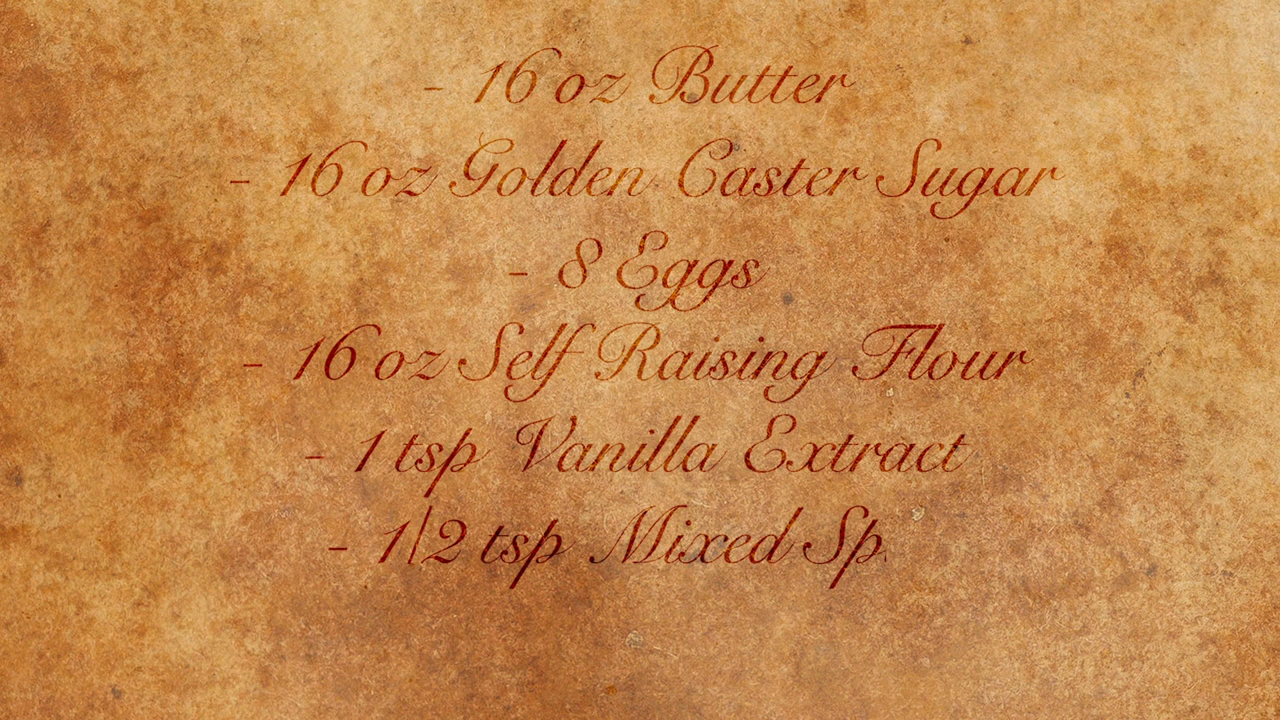 - 16 oz Butter
- 16 oz Golden Caster Sugar
- 8 Eggs
- 16 oz Self Raising Flour
- 1 tsp Vanilla Extract
- 1/2 tsp Mixed Sp